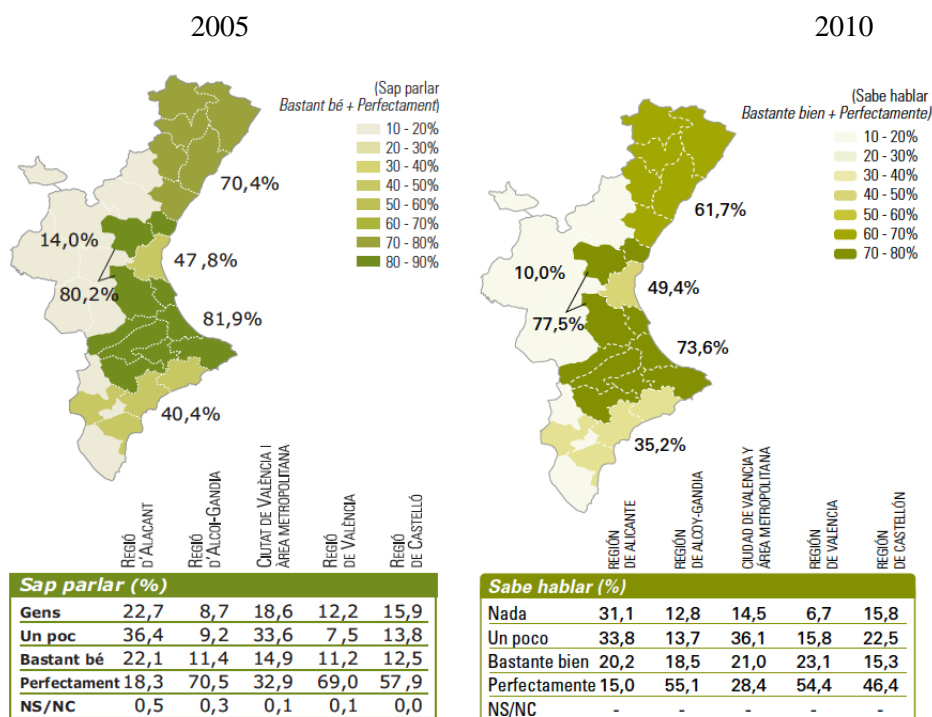 2005
2010
(Sap parlar
Bastant bé + Perfectament)
10 - 20%
20 - 30%
30 - 40%
40 - 50%
50 - 60%
60 - 70%
70 - 80%
80 - 90%
70,4%
14,0%
47,8%
80,2%
81,9%
40,4%
REGIÓ D'ALACANT
REGIÓ D'ALCOI-GANDIA
CIUTAT DE VALÈNCIA I ÀREA METROPOLITANA
REGIÓ DE VALÈNCIA
REGIÓ DE CASTELLÓ
Sap parlar (%)
Gens 22,7 8,7 18,6 12,2 15,9
Un poc 36,4 9,2 33,6 7,5 13,8
Bastant bé 22,1 11,4 14,9 11,2 12,5
Perfectament 18,3 70,5 32,9 69,0 57,9
NS/NC 0,5 0,3 0,1 0,1 0,0
(Sabe hablar
Bastante bien + Perfectamente)
10 - 20%
20 - 30%
30 - 40%
40 - 50%
50 - 60%
60 - 70%
70 - 80%
61,7%
10,0%
49,4%
77,5%
73,6%
35,2%
REGIÓN DE ALICANTE
REGIÓN DE ALCOY-GANDIA
CIUDAD DE VALENCIA Y ÁREA METROPOLITANA
REGIÓN DE VALENCIA
REGIÓN DE CASTELLÓN
Sabe hablar (%)
Nada 31,1 12,8 14,5 6,7 15,8
Un poco 33,8 13,7 36,1 15,8 22,5
Bastante bien 20,2 18,5 21,0 23,1 15,3
Perfectamente 15,0 55,1 28,4 54,4 46,4
NS/NC - - - - -